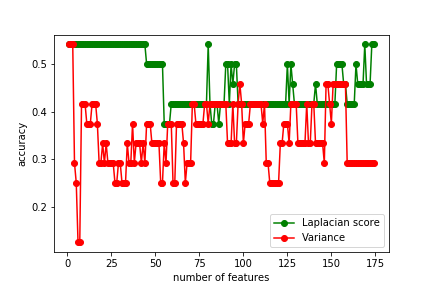 0.5
0.4
0.3
0.2
accuracy
0 25 50 75 100 125 150 175
number of features
Laplacian score
Variance